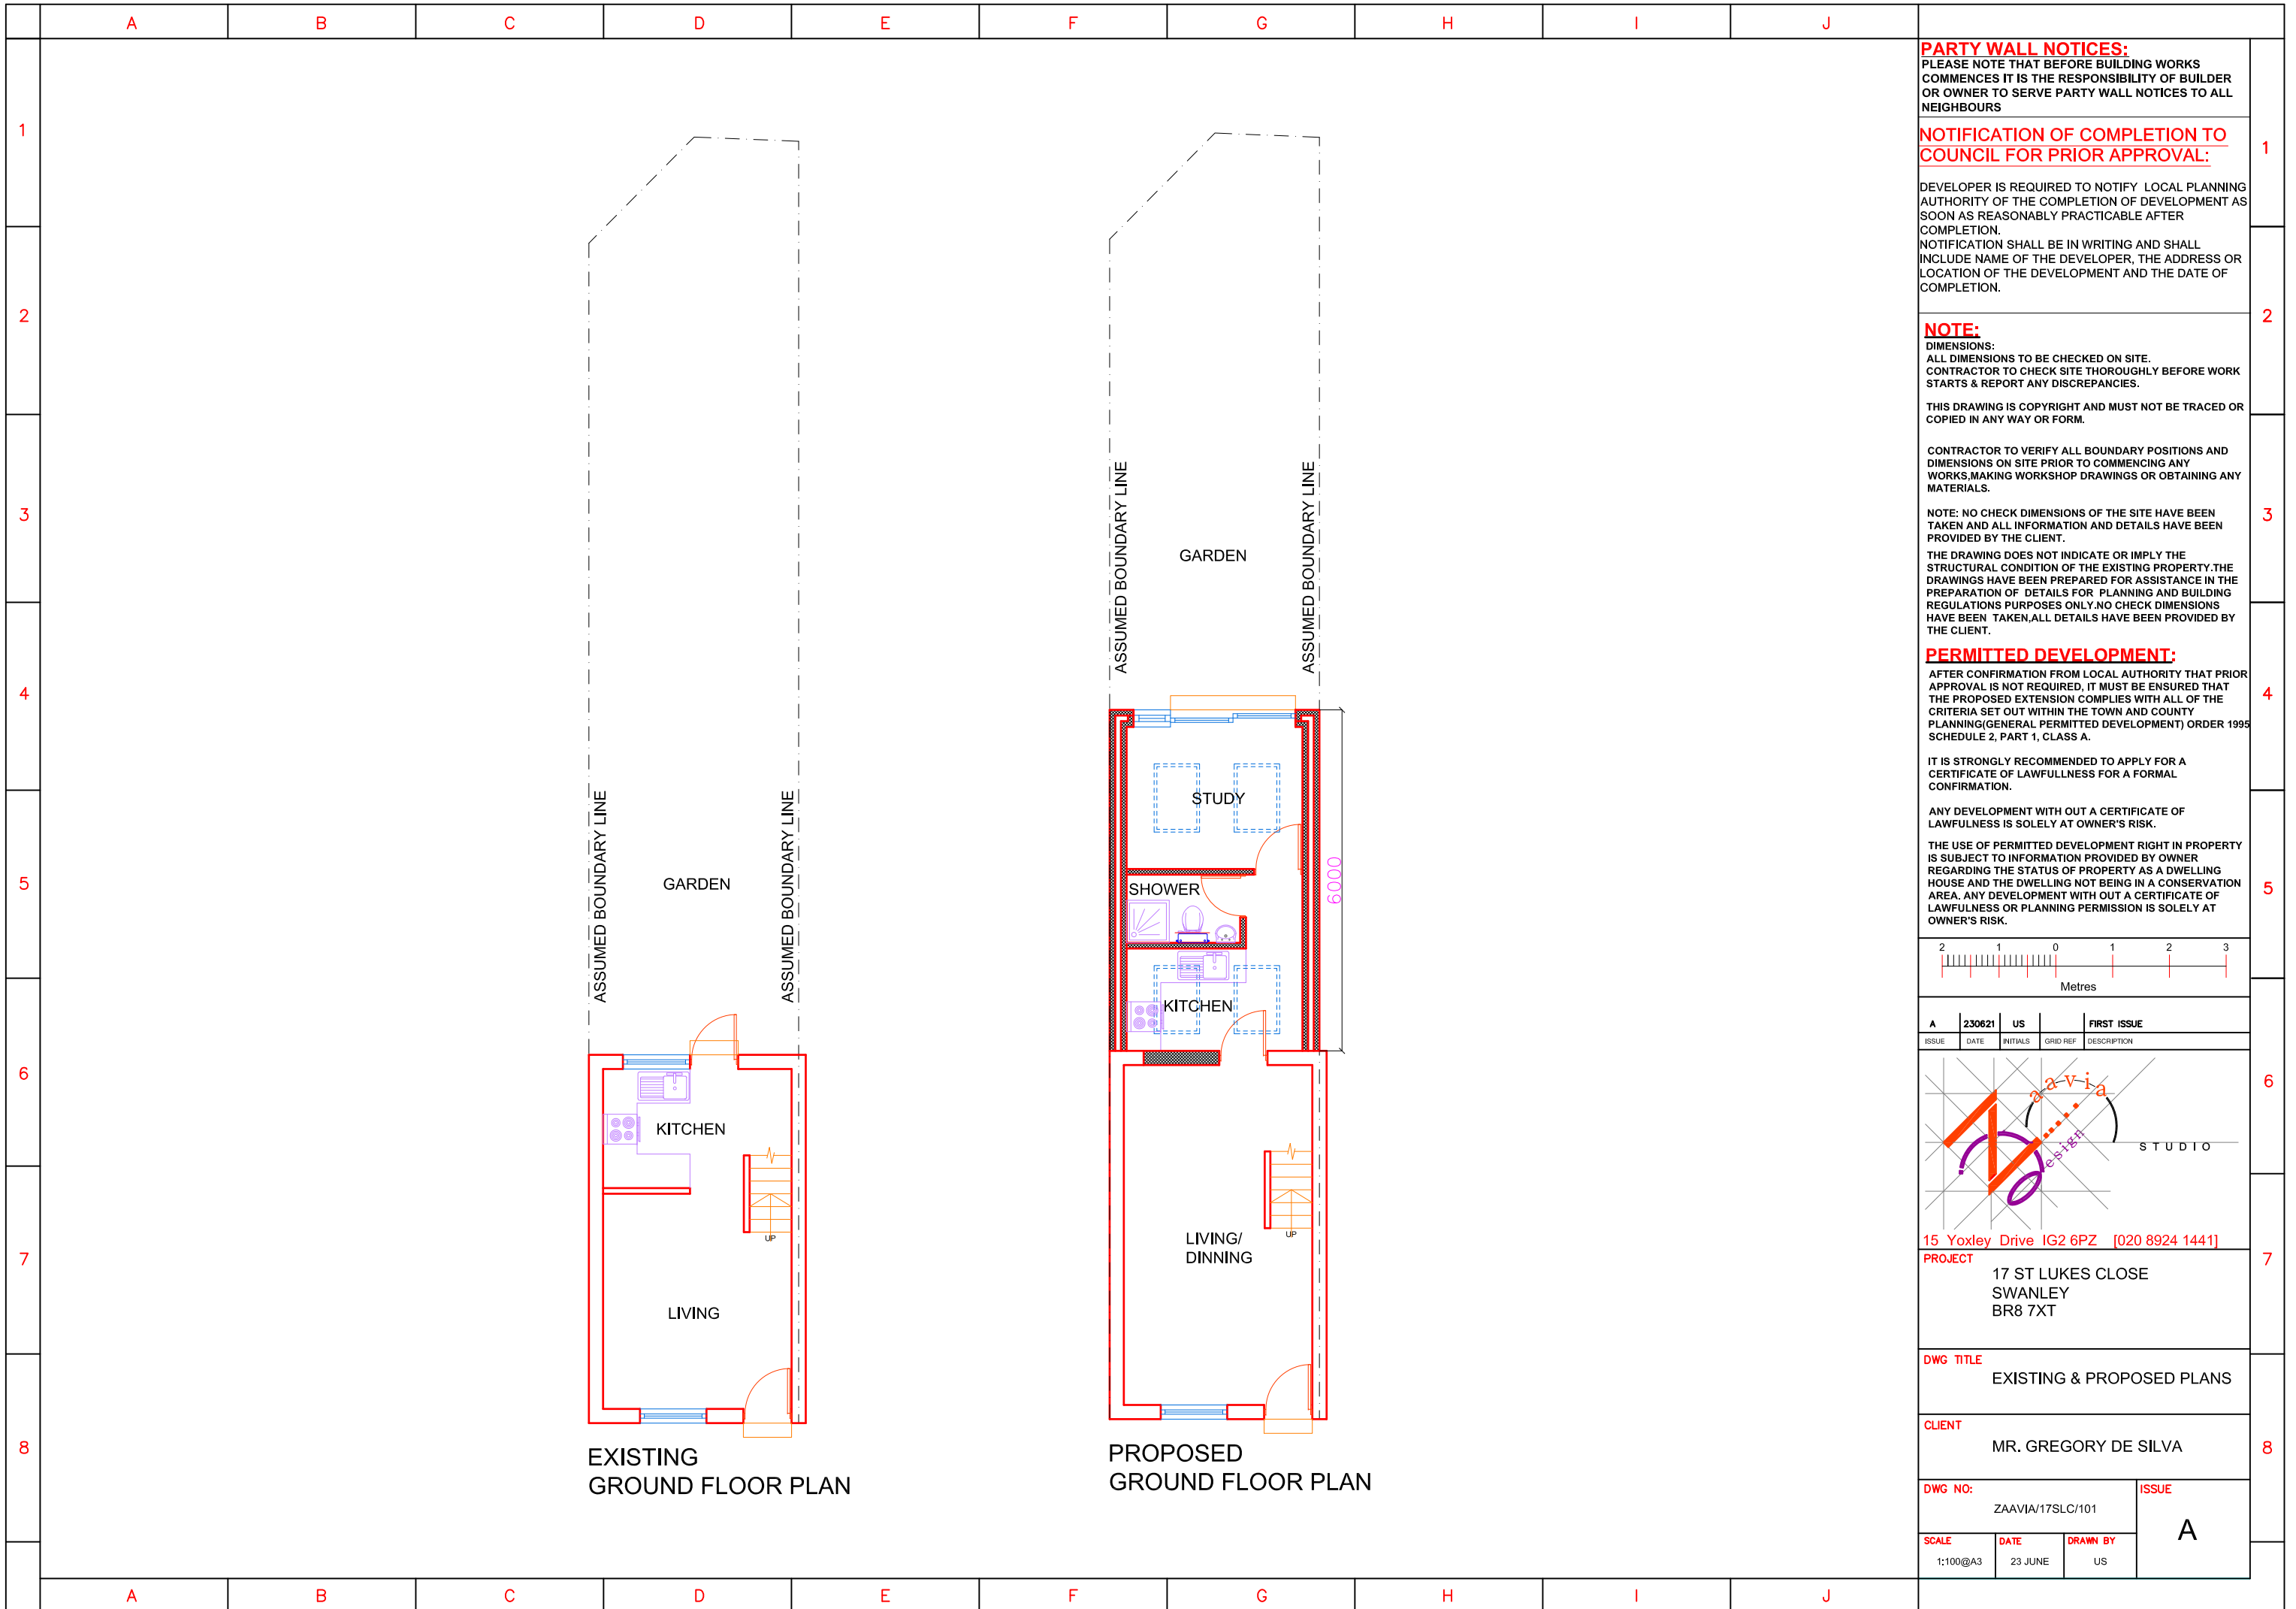 A B C D E F G H I J
1
2
3
4
5
6
7
8
ASSUMED BOUNDARY LINE
ASSUMED BOUNDARY LINE
GARDEN
KITCHEN
UP
LIVING
EXISTING
GROUND FLOOR PLAN
ASSUMED BOUNDARY LINE
ASSUMED BOUNDARY LINE
GARDEN
STUDY
SHOWER
6000
KITCHEN
LIVING/
DINNING
UP
PROPOSED
GROUND FLOOR PLAN
PARTY WALL NOTICES:
PLEASE NOTE THAT BEFORE BUILDING WORKS
COMMENCES IT IS THE RESPONSIBILITY OF BUILDER
OR OWNER TO SERVE PARTY WALL NOTICES TO ALL
NEIGHBOURS
NOTIFICATION OF COMPLETION TO
COUNCIL FOR PRIOR APPROVAL:
DEVELOPER IS REQUIRED TO NOTIFY LOCAL PLANNING
AUTHORITY OF THE COMPLETION OF DEVELOPMENT AS
SOON AS REASONABLY PRACTICABLE AFTER
COMPLETION.
NOTIFICATION SHALL BE IN WRITING AND SHALL
INCLUDE NAME OF THE DEVELOPER, THE ADDRESS OR
LOCATION OF THE DEVELOPMENT AND THE DATE OF
COMPLETION.
NOTE:
DIMENSIONS:
ALL DIMENSIONS TO BE CHECKED ON SITE.
CONTRACTOR TO CHECK SITE THOROUGHLY BEFORE WORK
STARTS & REPORT ANY DISCREPANCIES.
THIS DRAWING IS COPYRIGHT AND MUST NOT BE TRACED OR
COPIED IN ANY WAY OR FORM.
CONTRACTOR TO VERIFY ALL BOUNDARY POSITIONS AND
DIMENSIONS ON SITE PRIOR TO COMMENCING ANY
WORKS,MAKING WORKSHOP DRAWINGS OR OBTAINING ANY
MATERIALS.
NOTE: NO CHECK DIMENSIONS OF THE SITE HAVE BEEN
TAKEN AND ALL INFORMATION AND DETAILS HAVE BEEN
PROVIDED BY THE CLIENT.
THE DRAWING DOES NOT INDICATE OR IMPLY THE
STRUCTURAL CONDITION OF THE EXISTING PROPERTY.THE
DRAWINGS HAVE BEEN PREPARED FOR ASSISTANCE IN THE
PREPARATION OF DETAILS FOR PLANNING AND BUILDING
REGULATIONS PURPOSES ONLY.NO CHECK DIMENSIONS
HAVE BEEN TAKEN,ALL DETAILS HAVE BEEN PROVIDED BY
THE CLIENT.
PERMITTED DEVELOPMENT:
AFTER CONFIRMATION FROM LOCAL AUTHORITY THAT PRIOR
APPROVAL IS NOT REQUIRED, IT MUST BE ENSURED THAT
THE PROPOSED EXTENSION COMPLIES WITH ALL OF THE
CRITERIA SET OUT WITHIN THE TOWN AND COUNTY
PLANNING(GENERAL PERMITTED DEVELOPMENT) ORDER 1995
SCHEDULE 2, PART 1, CLASS A.
IT IS STRONGLY RECOMMENDED TO APPLY FOR A
CERTIFICATE OF LAWFULLNESS FOR A FORMAL
CONFIRMATION.
ANY DEVELOPMENT WITH OUT A CERTIFICATE OF
LAWFULNESS IS SOLELY AT OWNER'S RISK.
THE USE OF PERMITTED DEVELOPMENT RIGHT IN PROPERTY
IS SUBJECT TO INFORMATION PROVIDED BY OWNER
REGARDING THE STATUS OF PROPERTY AS A DWELLING
HOUSE AND THE DWELLING NOT BEING IN A CONSERVATION
AREA. ANY DEVELOPMENT WITH OUT A CERTIFICATE OF
LAWFULNESS OR PLANNING PERMISSION IS SOLELY AT
OWNER'S RISK.
2 1 0 1 2 3
Metres
A 230621 US FIRST ISSUE
ISSUE DATE INITIALS GRID REF DESCRIPTION
aavia
esign
STUDIO
15 Yoxley Drive IG2 6PZ [020 8924 1441]
PROJECT
17 ST LUKES CLOSE
SWANLEY
BR8 7XT
DWG TITLE
EXISTING & PROPOSED PLANS
CLIENT
MR. GREGORY DE SILVA
DWG NO:
ZAAVIA/17SLC/101
ISSUE
A
SCALE
1:100@A3
DATE
23 JUNE
DRAWN BY
US
1
2
3
4
5
6
7
8
A B C D E F G H I J